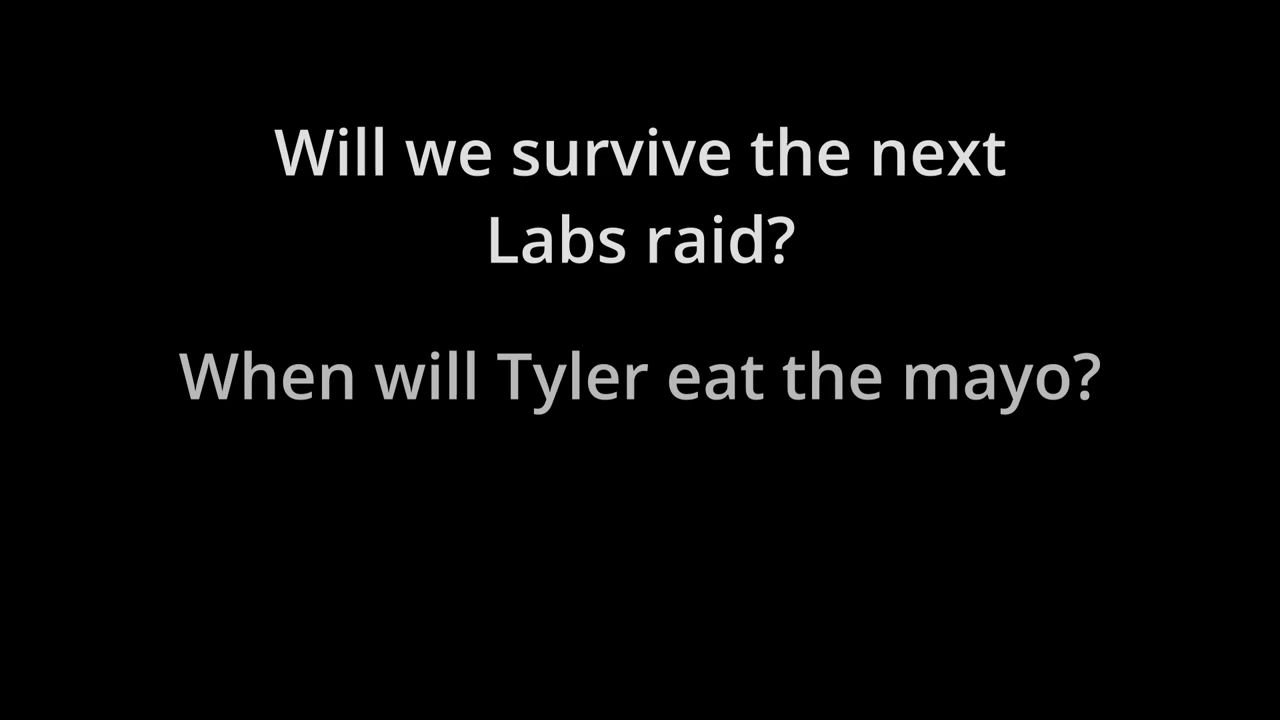 Will we survive the next
Labs raid?
When will Tyler eat the mayo?